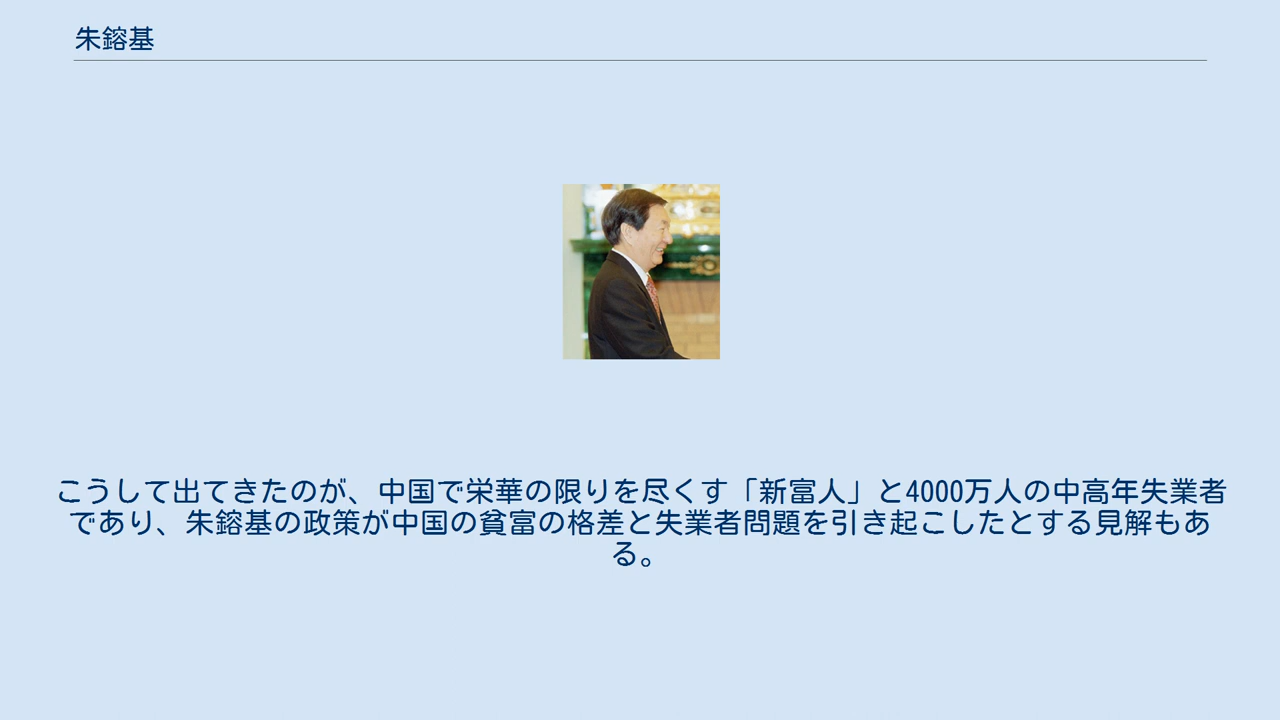 朱鎔基
こうして出てきたのが、中国で栄華の限りを尽くす「新富人」と4000万人の中高年失業者
であり、朱鎔基の政策が中国の貧富の格差と失業者問題を引き起こしたとする見解もあ
る。